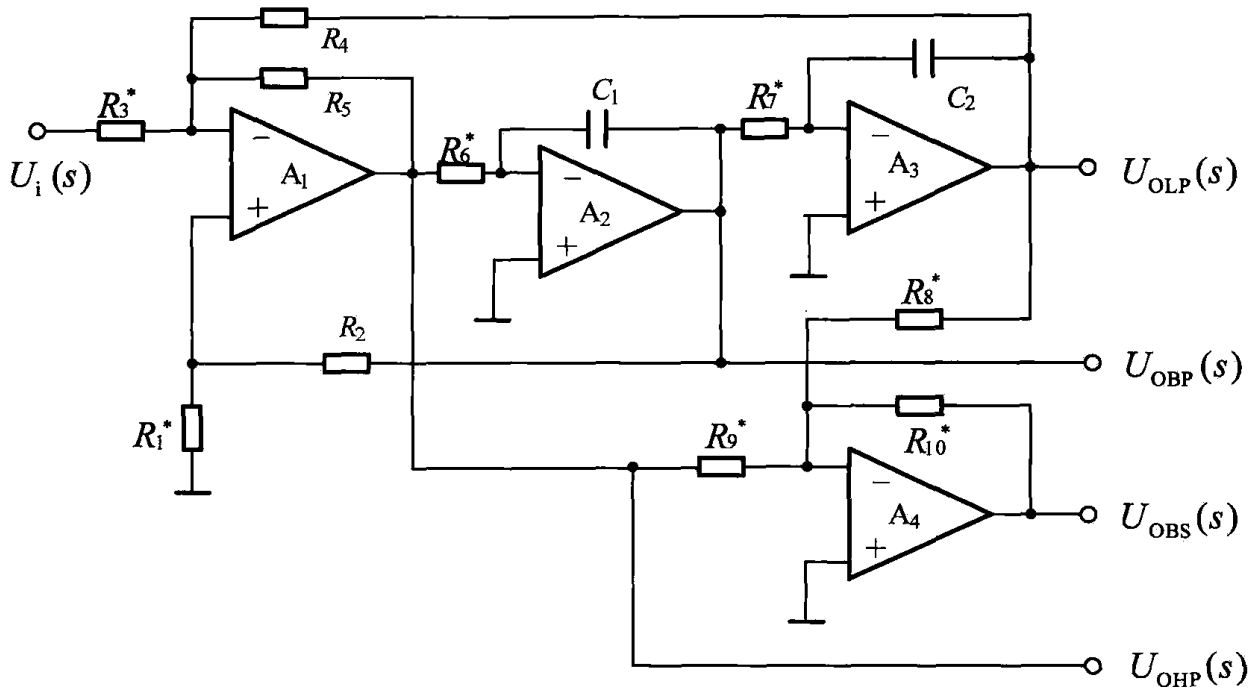 R4
R5
R3*
Ui(s)
−
A1
+
R6*
C1
−
A2
+
R7*
C2
−
A3
+
UOLP(s)
R8*
R2
UOBP(s)
R1*
R9*
R10*
−
A4
+
UOBS(s)
UOHP(s)